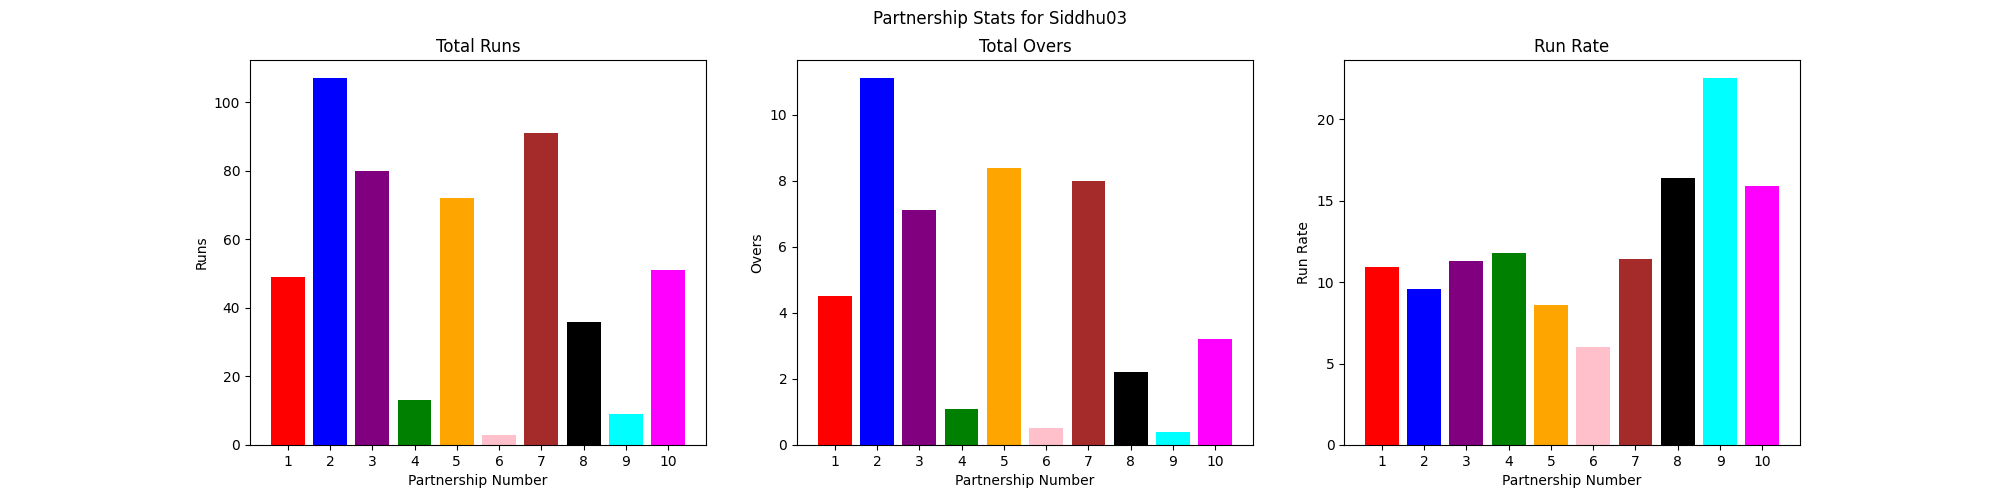 Partnership Stats for Siddhu03
Total Runs
Runs
100
80
60
40
20
0
1 2 3 4 5 6 7 8 9 10
Partnership Number
Total Overs
Overs
10
8
6
4
2
0
1 2 3 4 5 6 7 8 9 10
Partnership Number
Run Rate
Run Rate
20
15
10
5
0
1 2 3 4 5 6 7 8 9 10
Partnership Number